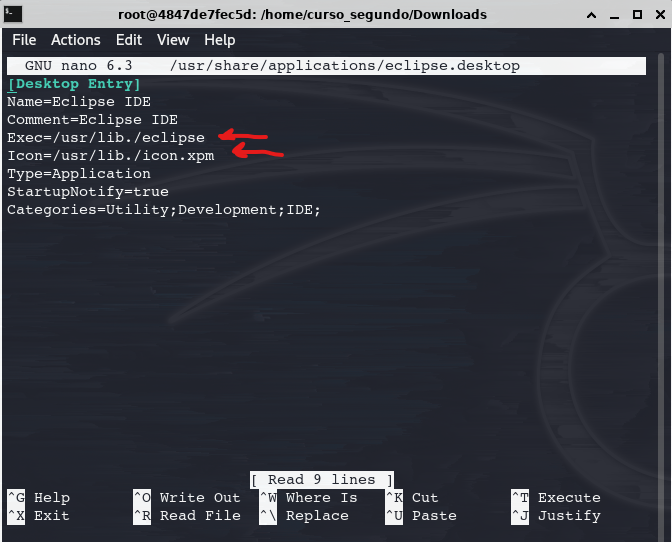 root@4847de7fec5d: /home/curso_segundo/Downloads
File Actions Edit View Help
GNU nano 6.3 /usr/share/applications/eclipse.desktop
[Desktop Entry]
Name=Eclipse IDE
Comment=Eclipse IDE
Exec=/usr/lib./eclipse
Icon=/usr/lib./icon.xpm
Type=Application
StartupNotify=true
Categories=Utility;Development;IDE;
[ Read 9 lines ]
^G Help ^O Write Out ^W Where Is ^K Cut ^T Execute
^X Exit ^R Read File ^\ Replace ^U Paste ^J Justify